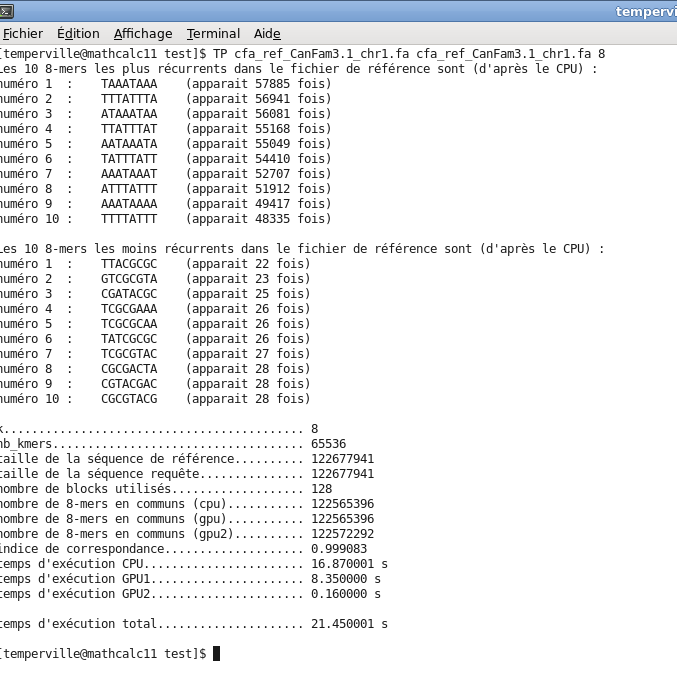 tempervi
Fichier Édition Affichage Terminal Aide
[temperville@mathcalc11 test]$ TP cfa_ref_CanFam3.1_chr1.fa cfa_ref_CanFam3.1_chr1.fa 8
Les 10 8-mers les plus récurrents dans le fichier de référence sont (d'après le CPU) :
numéro 1  :    TAAATAAA    (apparait 57885 fois)
numéro 2  :    TTTATTTA    (apparait 56941 fois)
numéro 3  :    ATAAATAA    (apparait 56081 fois)
numéro 4  :    TTATTTAT    (apparait 55168 fois)
numéro 5  :    AATAAATA    (apparait 55049 fois)
numéro 6  :    TATTTATT    (apparait 54410 fois)
numéro 7  :    AAATAAAT    (apparait 52707 fois)
numéro 8  :    ATTTATTT    (apparait 51912 fois)
numéro 9  :    AAATAAAA    (apparait 49417 fois)
numéro 10 :    TTTTATTT    (apparait 48335 fois)
Les 10 8-mers les moins récurrents dans le fichier de référence sont (d'après le CPU) :
numéro 1  :    TTACGCGC    (apparait 22 fois)
numéro 2  :    GTCGCGTA    (apparait 23 fois)
numéro 3  :    CGATACGC    (apparait 25 fois)
numéro 4  :    TCGCGAAA    (apparait 26 fois)
numéro 5  :    TCGCGCAA    (apparait 26 fois)
numéro 6  :    TATCGCGC    (apparait 26 fois)
numéro 7  :    TCGCGTAC    (apparait 27 fois)
numéro 8  :    CGCGACTA    (apparait 28 fois)
numéro 9  :    CGTACGAC    (apparait 28 fois)
numéro 10 :    CGCGTACG    (apparait 28 fois)
k........................................... 8
nb_kmers.................................... 65536
taille de la séquence de référence.......... 122677941
taille de la séquence requête............... 122677941
nombre de blocks utilisés................... 128
nombre de 8-mers en communs (cpu)........... 122565396
nombre de 8-mers en communs (gpu)........... 122565396
nombre de 8-mers en communs (gpu2).......... 122572292
indice de correspondance.................... 0.999083
temps d'exécution CPU....................... 16.870001 s
temps d'exécution GPU1...................... 8.350000 s
temps d'exécution GPU2...................... 0.160000 s
temps d'exécution total..................... 21.450001 s
[temperville@mathcalc11 test]$